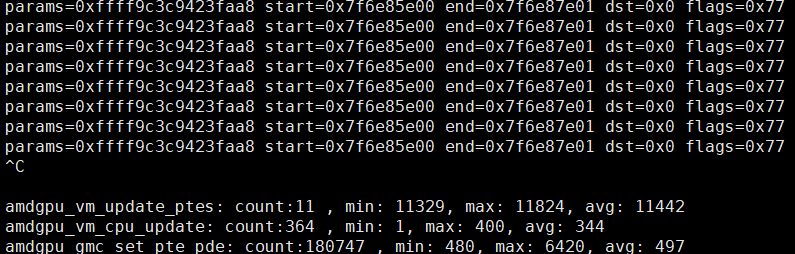 params=0xffff9c3c9423faa8 start=0x7f6e85e00 end=0x7f6e87e01 dst=0x0 flags=0x77
params=0xffff9c3c9423faa8 start=0x7f6e85e00 end=0x7f6e87e01 dst=0x0 flags=0x77
params=0xffff9c3c9423faa8 start=0x7f6e85e00 end=0x7f6e87e01 dst=0x0 flags=0x77
params=0xffff9c3c9423faa8 start=0x7f6e85e00 end=0x7f6e87e01 dst=0x0 flags=0x77
params=0xffff9c3c9423faa8 start=0x7f6e85e00 end=0x7f6e87e01 dst=0x0 flags=0x77
params=0xffff9c3c9423faa8 start=0x7f6e85e00 end=0x7f6e87e01 dst=0x0 flags=0x77
params=0xffff9c3c9423faa8 start=0x7f6e85e00 end=0x7f6e87e01 dst=0x0 flags=0x77
params=0xffff9c3c9423faa8 start=0x7f6e85e00 end=0x7f6e87e01 dst=0x0 flags=0x77
^C
amdgpu_vm_update_ptes: count:11 , min: 11329, max: 11824, avg: 11442
amdgpu_vm_cpu_update: count:364 , min: 1, max: 400, avg: 344
amdgpu_gmc_set_pte_pde: count:180747 , min: 480, max: 6420, avg: 497